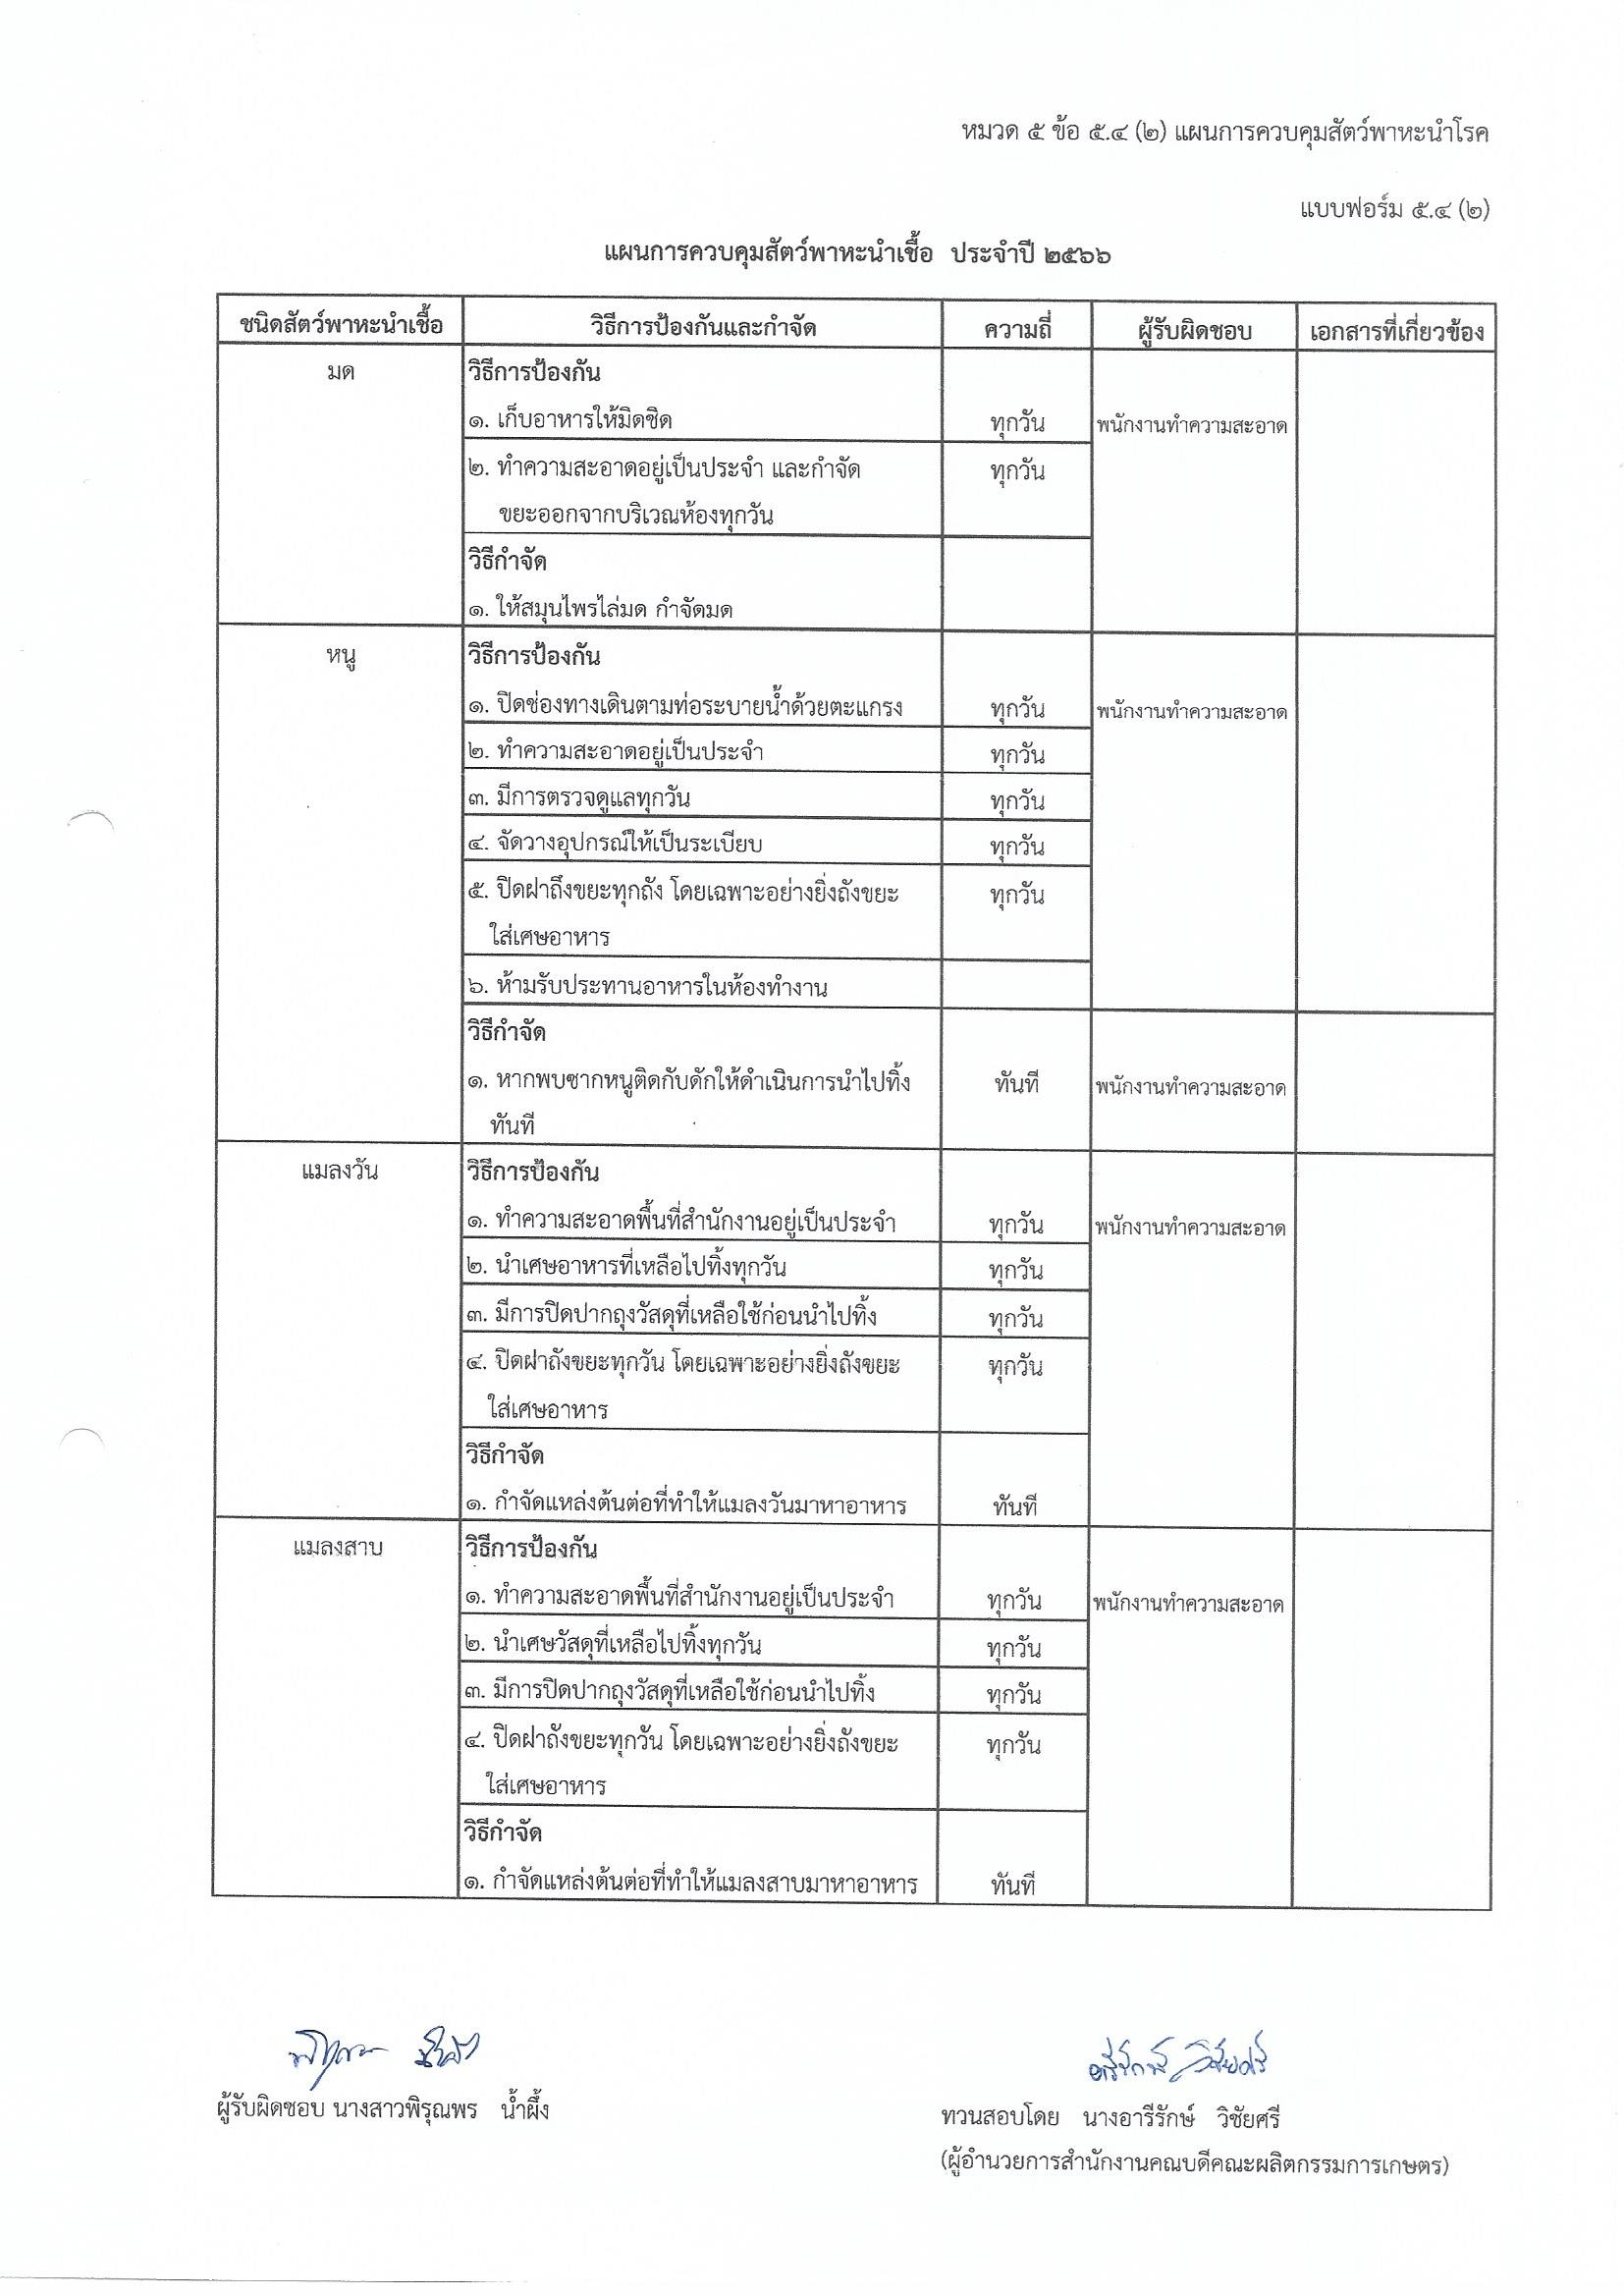 หมวด ๕ ข้อ ๕.๔ (๒) แผนการควบคุมสัตว์พาหะนำโรค
แบบฟอร์ม ๕.๔ (๒)
แผนการควบคุมสัตว์พาหะนำเชื้อ ประจำปี ๒๕๖๖
ชนิดสัตว์พาหะนำเชื้อ วิธีการป้องกันและกำจัด ความถี่ ผู้รับผิดชอบ เอกสารที่เกี่ยวข้อง
มด วิธีการป้องกัน
๑. เก็บอาหารให้มิดชิด ทุกวัน พนักงานทำความสะอาด
๒. ทำความสะอาดอยู่เป็นประจำ และกำจัด ทุกวัน
ขยะออกจากบริเวณห้องทุกวัน
วิธีกำจัด
๑. ให้สมุนไพรไล่มด กำจัดมด
หนู วิธีการป้องกัน
๑. ปิดช่องทางเดินตามท่อระบายน้ำด้วยตะแกรง ทุกวัน พนักงานทำความสะอาด
๒. ทำความสะอาดอยู่เป็นประจำ ทุกวัน
๓. มีการตรวจดูแลทุกวัน ทุกวัน
๔. จัดวางอุปกรณ์ให้เป็นระเบียบ ทุกวัน
๕. ปิดฝาถึงขยะทุกถัง โดยเฉพาะอย่างยิ่งถังขยะ ทุกวัน
ใส่เศษอาหาร
๖. ห้ามรับประทานอาหารในห้องทำงาน
วิธีกำจัด
๑. หากพบซากหนูติดกับดักให้ดำเนินการนำไปทิ้ง ทันที พนักงานทำความสะอาด
ทันที
แมลงวัน วิธีการป้องกัน
๑. ทำความสะอาดพื้นที่สำนักงานอยู่เป็นประจำ ทุกวัน พนักงานทำความสะอาด
๒. นำเศษอาหารที่เหลือไปทิ้งทุกวัน ทุกวัน
๓. มีการปิดปากถุงวัสดุที่เหลือใช้ก่อนนำไปทิ้ง ทุกวัน
๔. ปิดฝาถังขยะทุกวัน โดยเฉพาะอย่างยิ่งถังขยะ ทุกวัน
ใส่เศษอาหาร
วิธีกำจัด
๑. กำจัดแหล่งต้นต่อที่ทำให้แมลงวันมาหาอาหาร ทันที
แมลงสาบ วิธีการป้องกัน
๑. ทำความสะอาดพื้นที่สำนักงานอยู่เป็นประจำ ทุกวัน พนักงานทำความสะอาด
๒. นำเศษวัสดุที่เหลือไปทิ้งทุกวัน ทุกวัน
๓. มีการปิดปากถุงวัสดุที่เหลือใช้ก่อนนำไปทิ้ง ทุกวัน
๔. ปิดฝาถังขยะทุกวัน โดยเฉพาะอย่างยิ่งถังขยะ ทุกวัน
ใส่เศษอาหาร
วิธีกำจัด
๑. กำจัดแหล่งต้นต่อที่ทำให้แมลงสาบมาหาอาหาร ทันที
อารีรักษ์ วิชัยศรี
ผู้รับผิดชอบ นางสาวพิรุณพร น้ำผึ้ง
ทวนสอบโดย นางอารีรักษ์ วิชัยศรี
(ผู้อำนวยการสำนักงานคณบดีคณะผลิตกรรมการเกษตร)